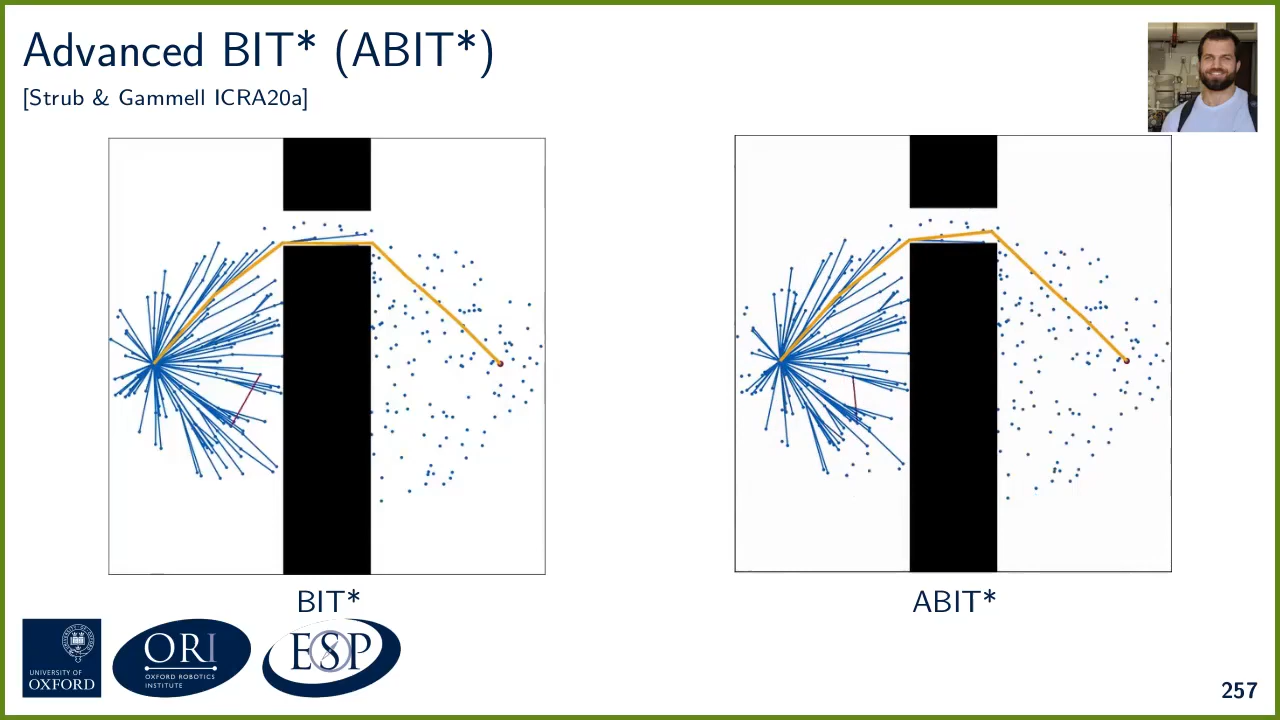 Advanced BIT* (ABIT*)
[Strub & Gammell ICRA20a]
BIT*
ABIT*
UNIVERSITY OF
OXFORD
ORI
OXFORD ROBOTICS
INSTITUTE
ESP
257